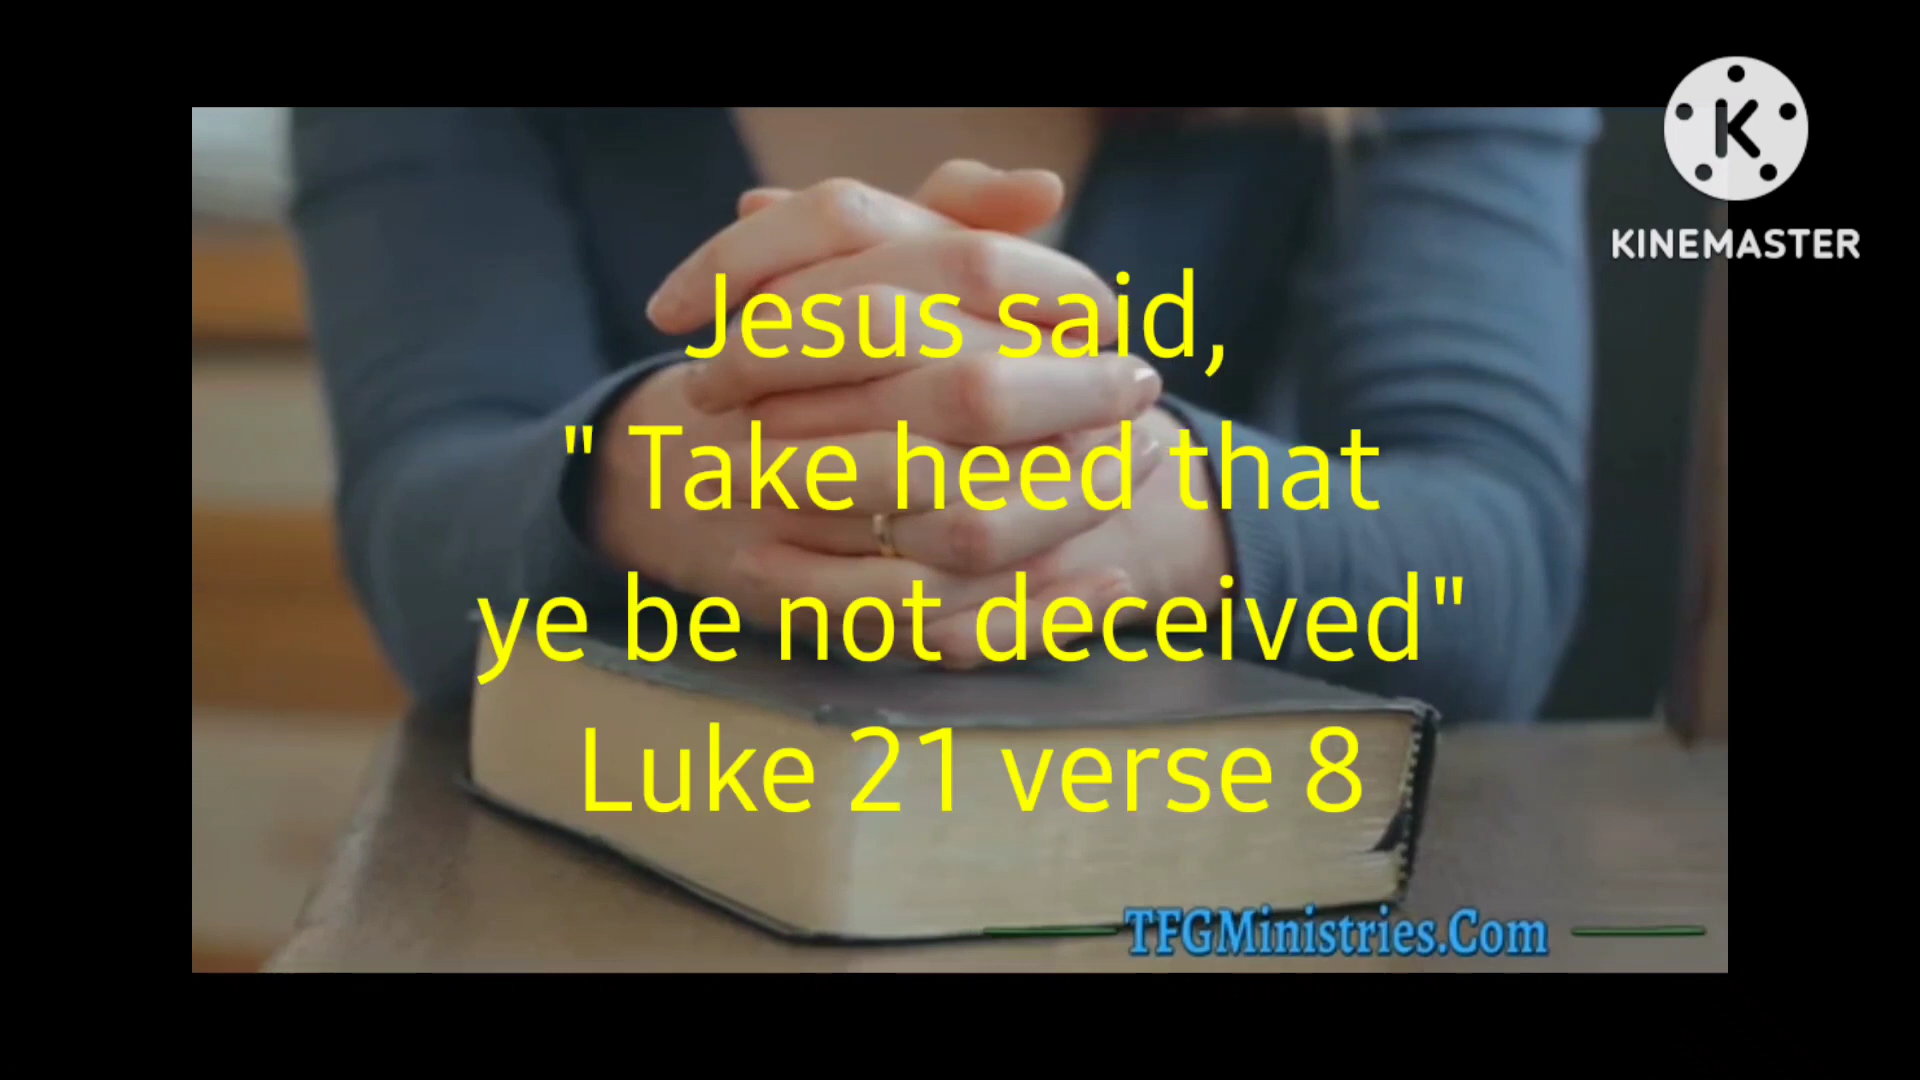 K
KINEMASTER
Jesus said,
" Take heed that
ye be not deceived"
Luke 21 verse 8
TFGMinistries.Com